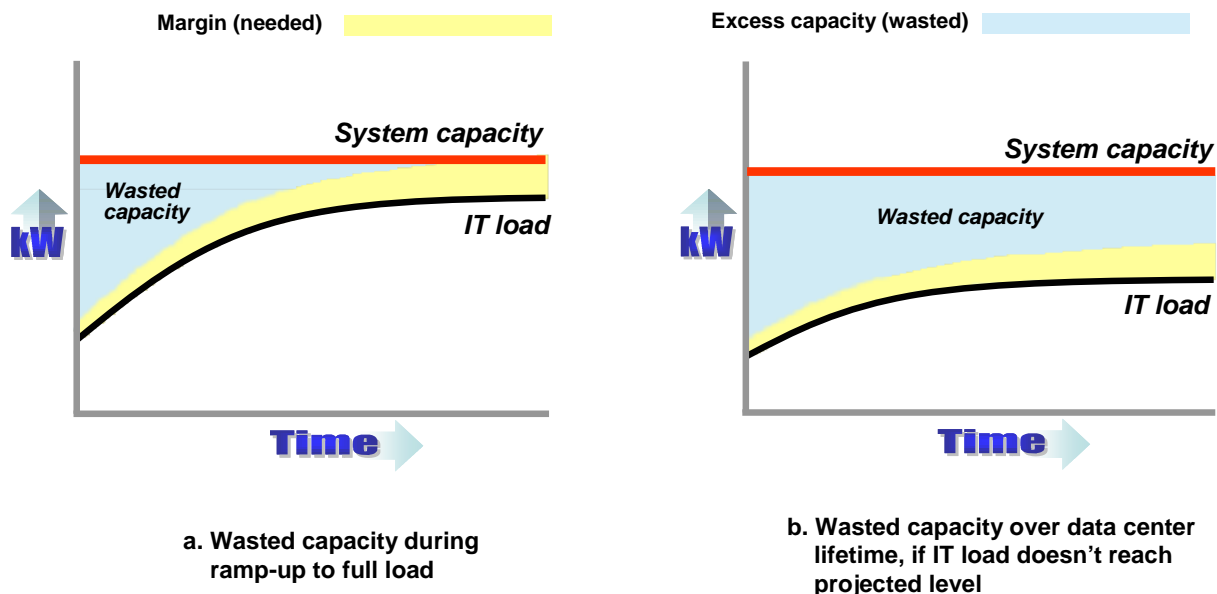 Margin (needed)
Excess capacity (wasted)
System capacity
Wasted
capacity
IT load
kW
Time
a. Wasted capacity during
ramp-up to full load
System capacity
Wasted capacity
IT load
kW
Time
b. Wasted capacity over data center
lifetime, if IT load doesn’t reach
projected level